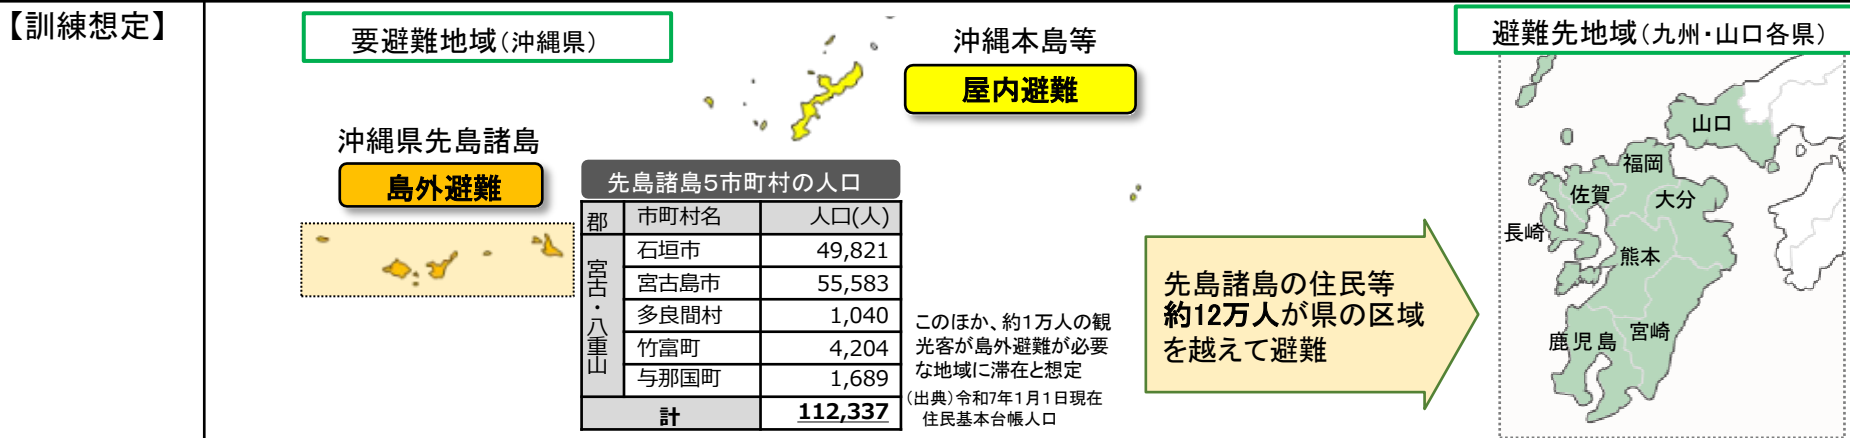 【訓練想定】
要避難地域(沖縄県)
沖縄本島等
屋内避難
避難先地域(九州・山口各県)
沖縄県先島諸島
島外避難
先島諸島5市町村の人口
郡 市町村名 人口(人)
宮古・八重山
石垣市 49,821
宮古島市 55,583
多良間村 1,040
竹富町 4,204
与那国町 1,689
計 112,337
このほか、約1万人の観
光客が島外避難が必要
な地域に滞在と想定
(出典)令和7年1月1日現在
住民基本台帳人口
先島諸島の住民等
約12万人が県の区域
を越えて避難
山口
福岡
佐賀
大分
長崎
熊本
宮崎
鹿児島